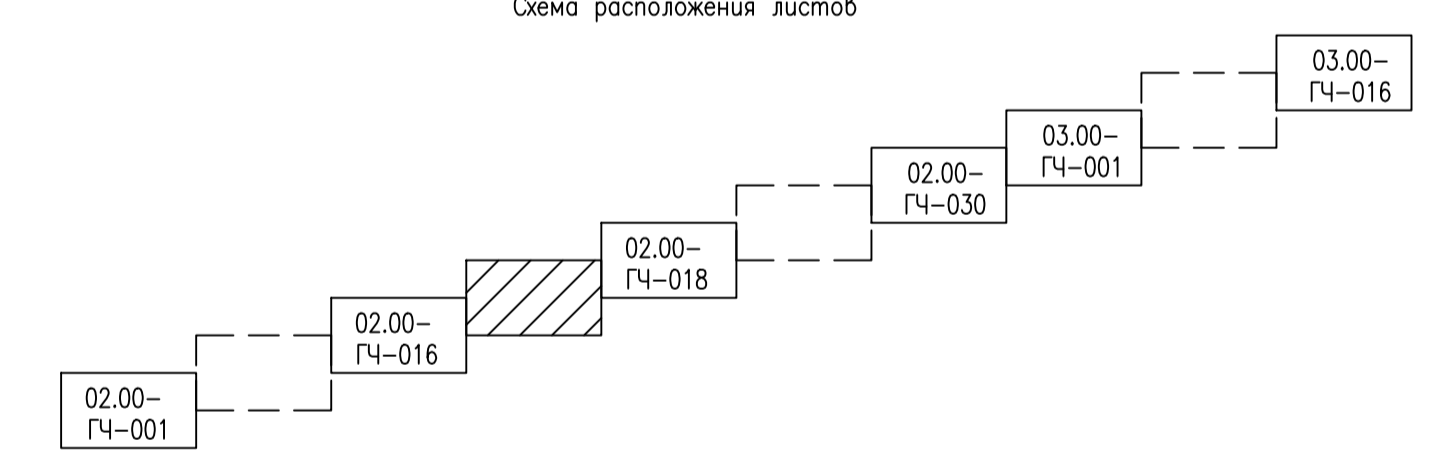 Схема расположения листов
03.00-
ГЧ-016
03.00-
ГЧ-001
02.00-
ГЧ-030
02.00-
ГЧ-018
02.00-
ГЧ-016
02.00-
ГЧ-001